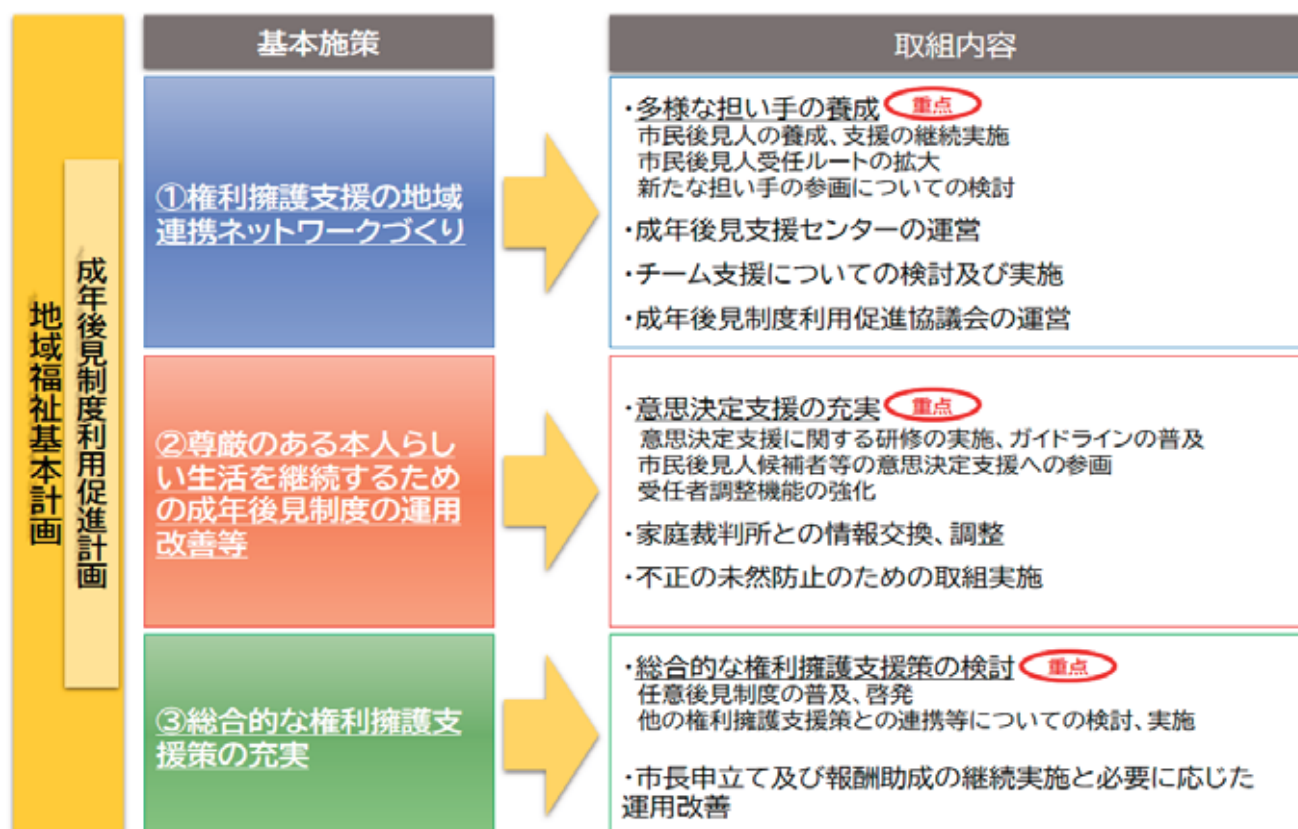 地域福祉基本計画
成年後見制度利用促進計画
基本施策
取組内容
①権利擁護支援の地域
連携ネットワークづくり
・多様な担い手の養成 重点
市民後見人の養成、支援の継続実施
市民後見人受任ルートの拡大
新たな担い手の参画についての検討
・成年後見支援センターの運営
・チーム支援についての検討及び実施
・成年後見制度利用促進協議会の運営
②尊厳のある本人らし
い生活を継続するため
の成年後見制度の運用
改善等
・意思決定支援の充実 重点
意思決定支援に関する研修の実施、ガイドラインの普及
市民後見人候補者等の意思決定支援への参画
受任者調整機能の強化
・家庭裁判所との情報交換、調整
・不正の未然防止のための取組実施
③総合的な権利擁護支
援策の充実
・総合的な権利擁護支援策の検討 重点
任意後見制度の普及、啓発
他の権利擁護支援策との連携等についての検討、実施
・市長申立て及び報酬助成の継続実施と必要に応じた
運用改善